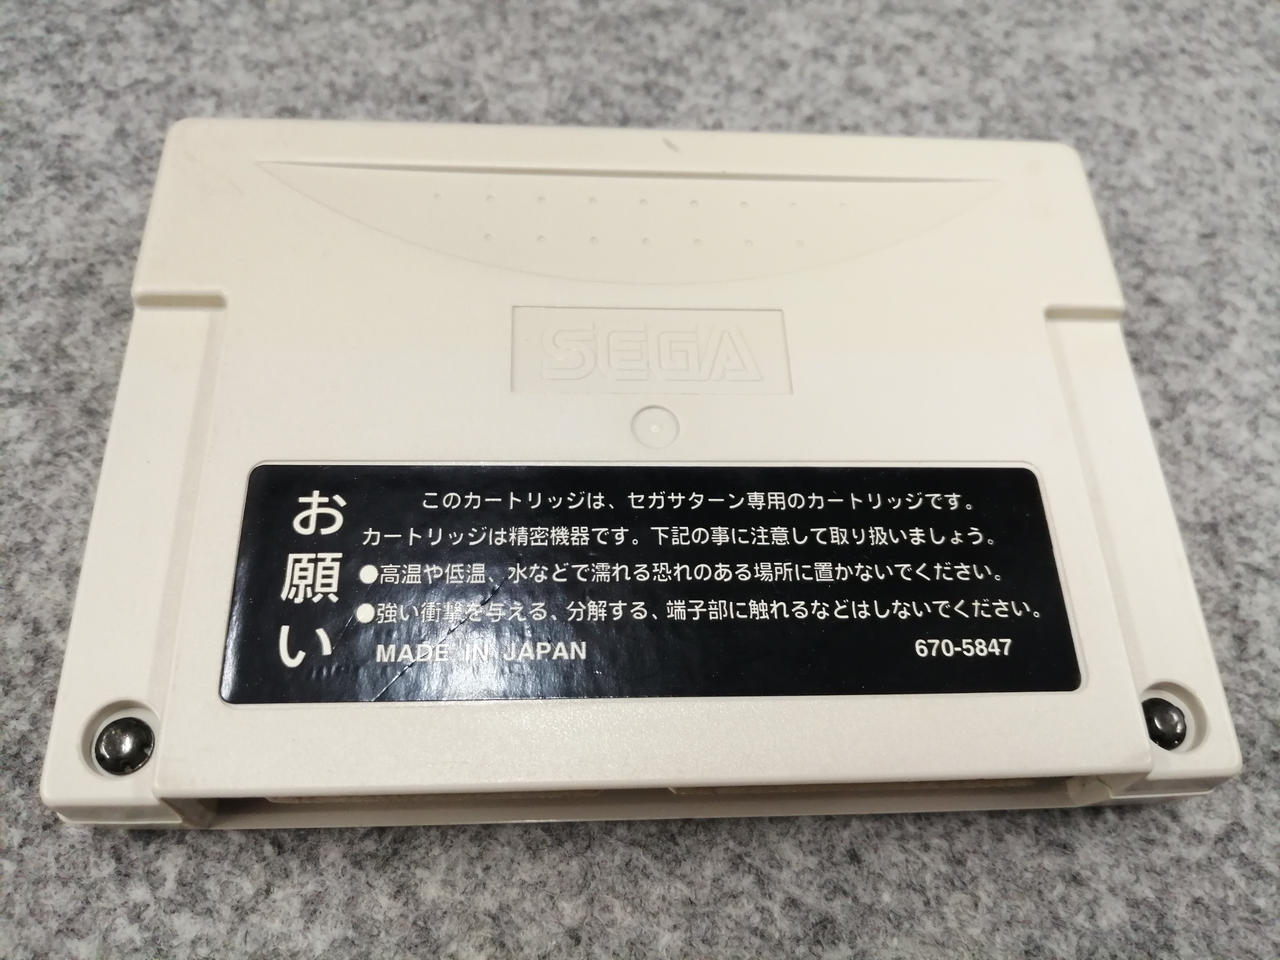 SEGA
お願い
このカートリッジは、セガサターン専用のカートリッジです。
カートリッジは精密機器です。下記の事に注意して取り扱いましょう。
●高温や低温、水などで濡れる恐れのある場所に置かないでください。
●強い衝撃を与える、分解する、端子部に触れるなどはしないでください。
MADE IN JAPAN 670-5847